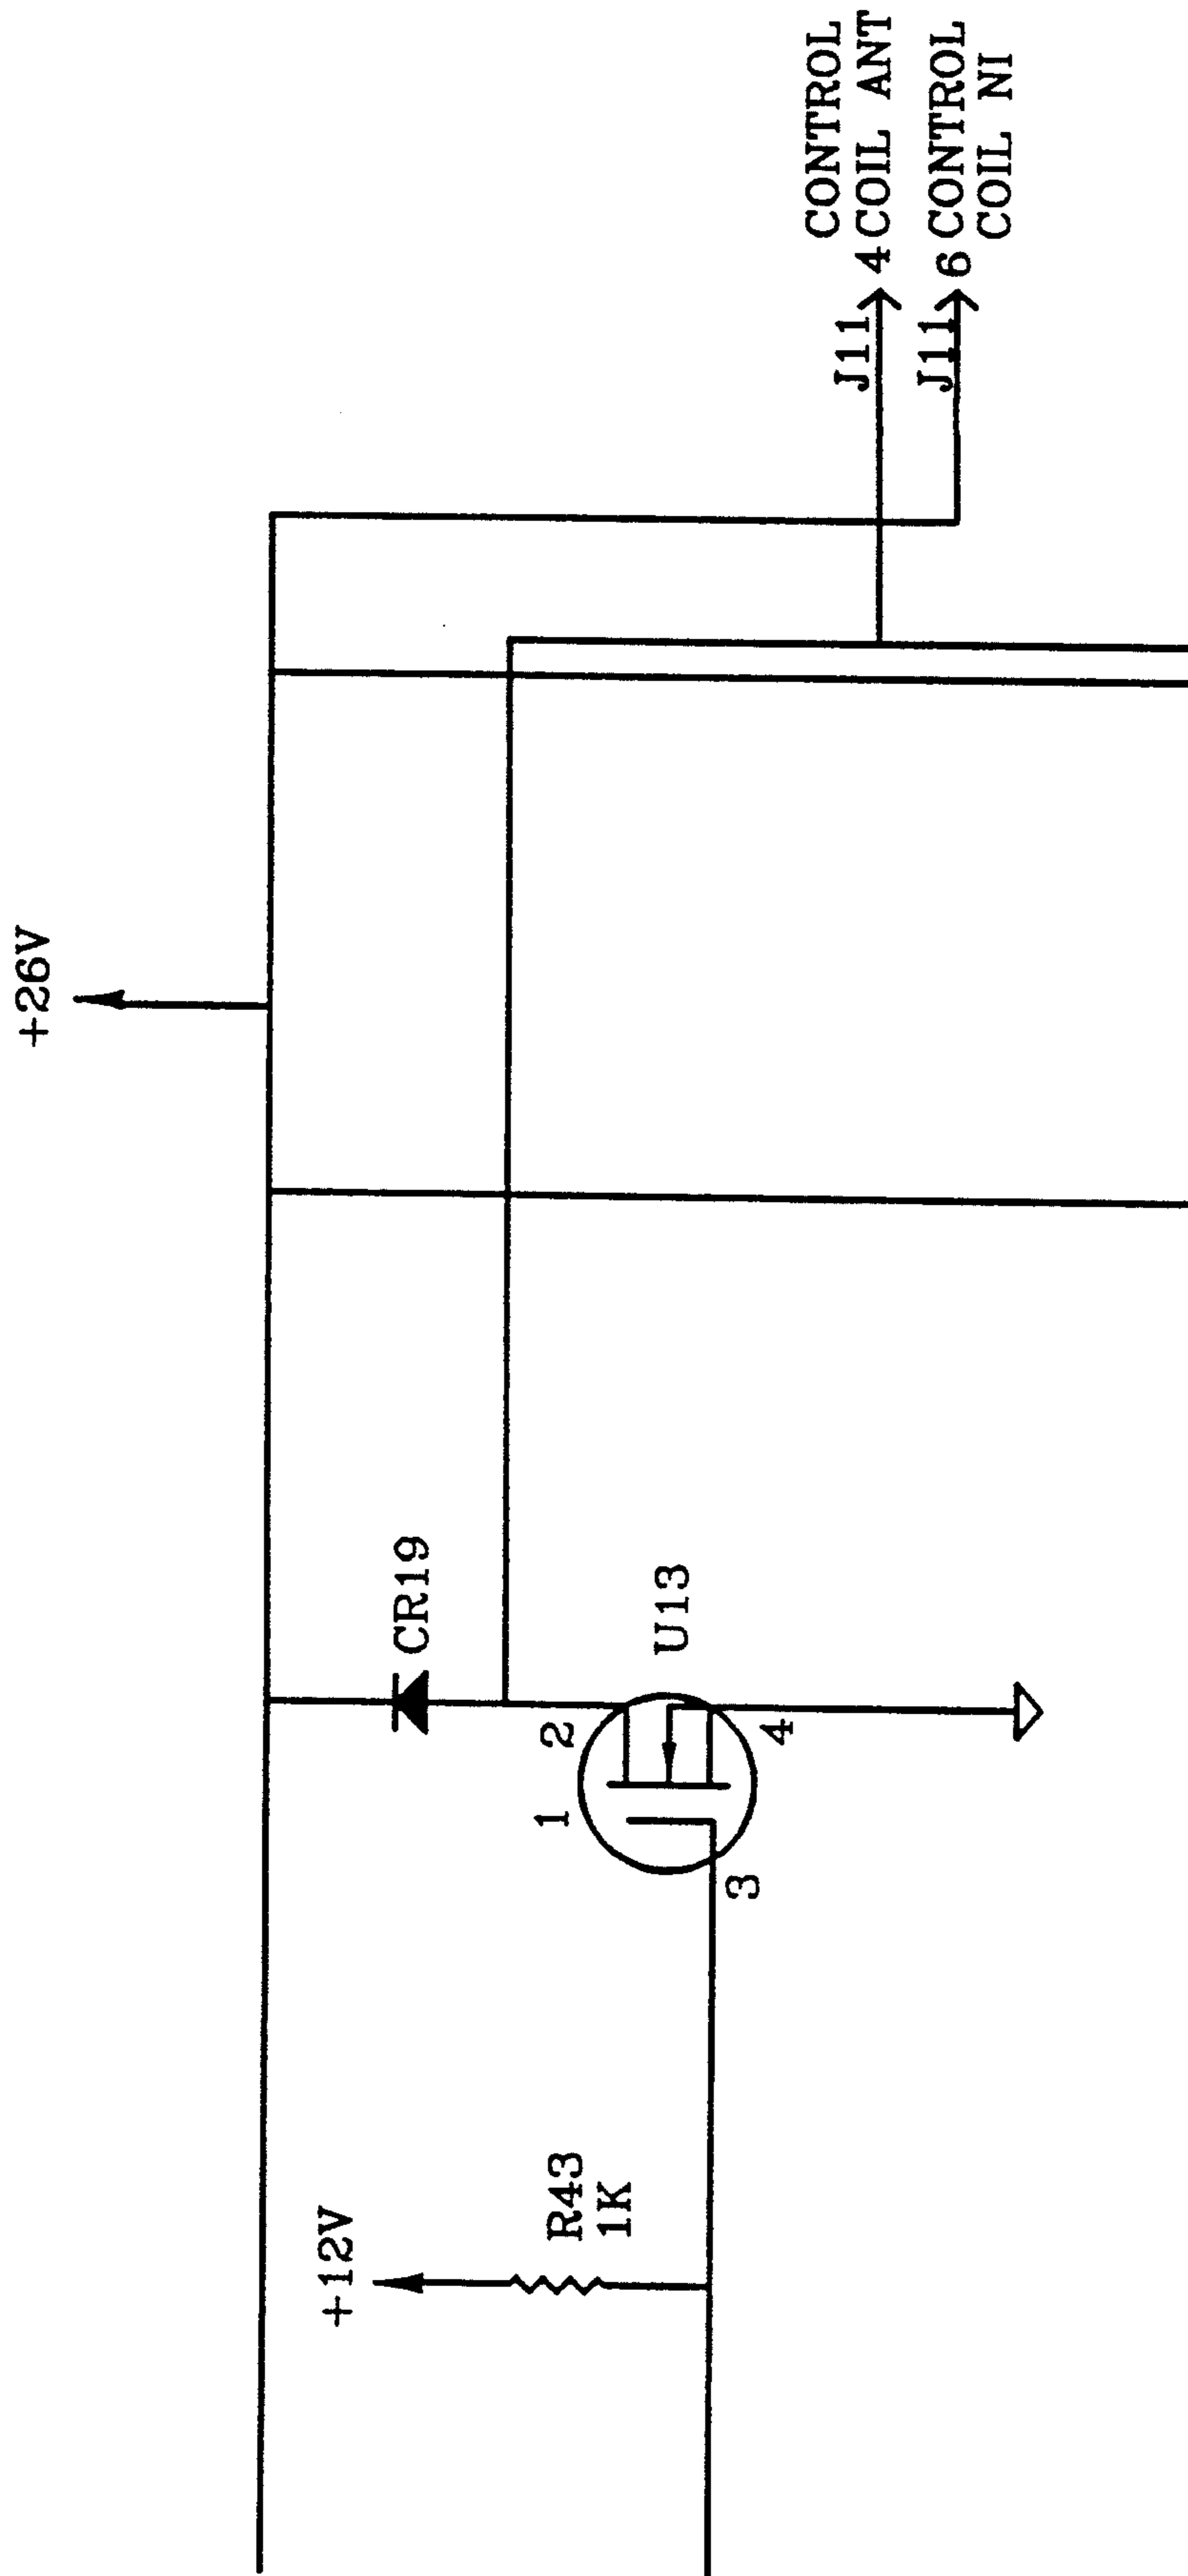 +26V
+12V
R43
1K
CR19
U13
1
2
3
4
J11
4
CONTROL
COIL ANT
J11
6
CONTROL
COIL NI